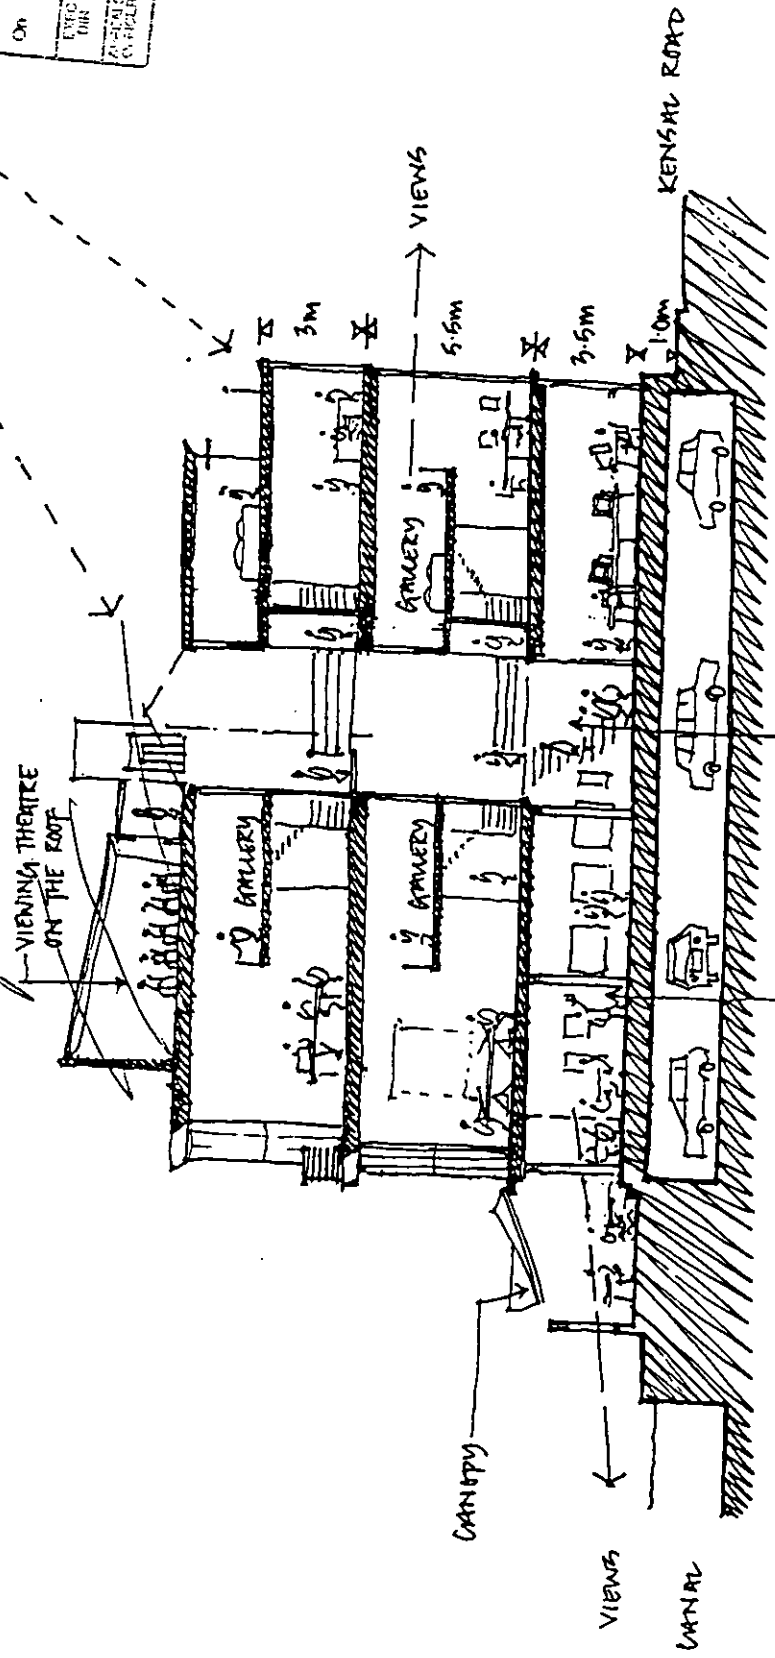 VIEWING THEATRE
ON THE ROOF
GALLERY
GALLERY
GALLERY
3m
5.5m
3.5m
1.0m
VIEWS
CANOPY
VIEWS
CANAL
KENSAL ROAD
On